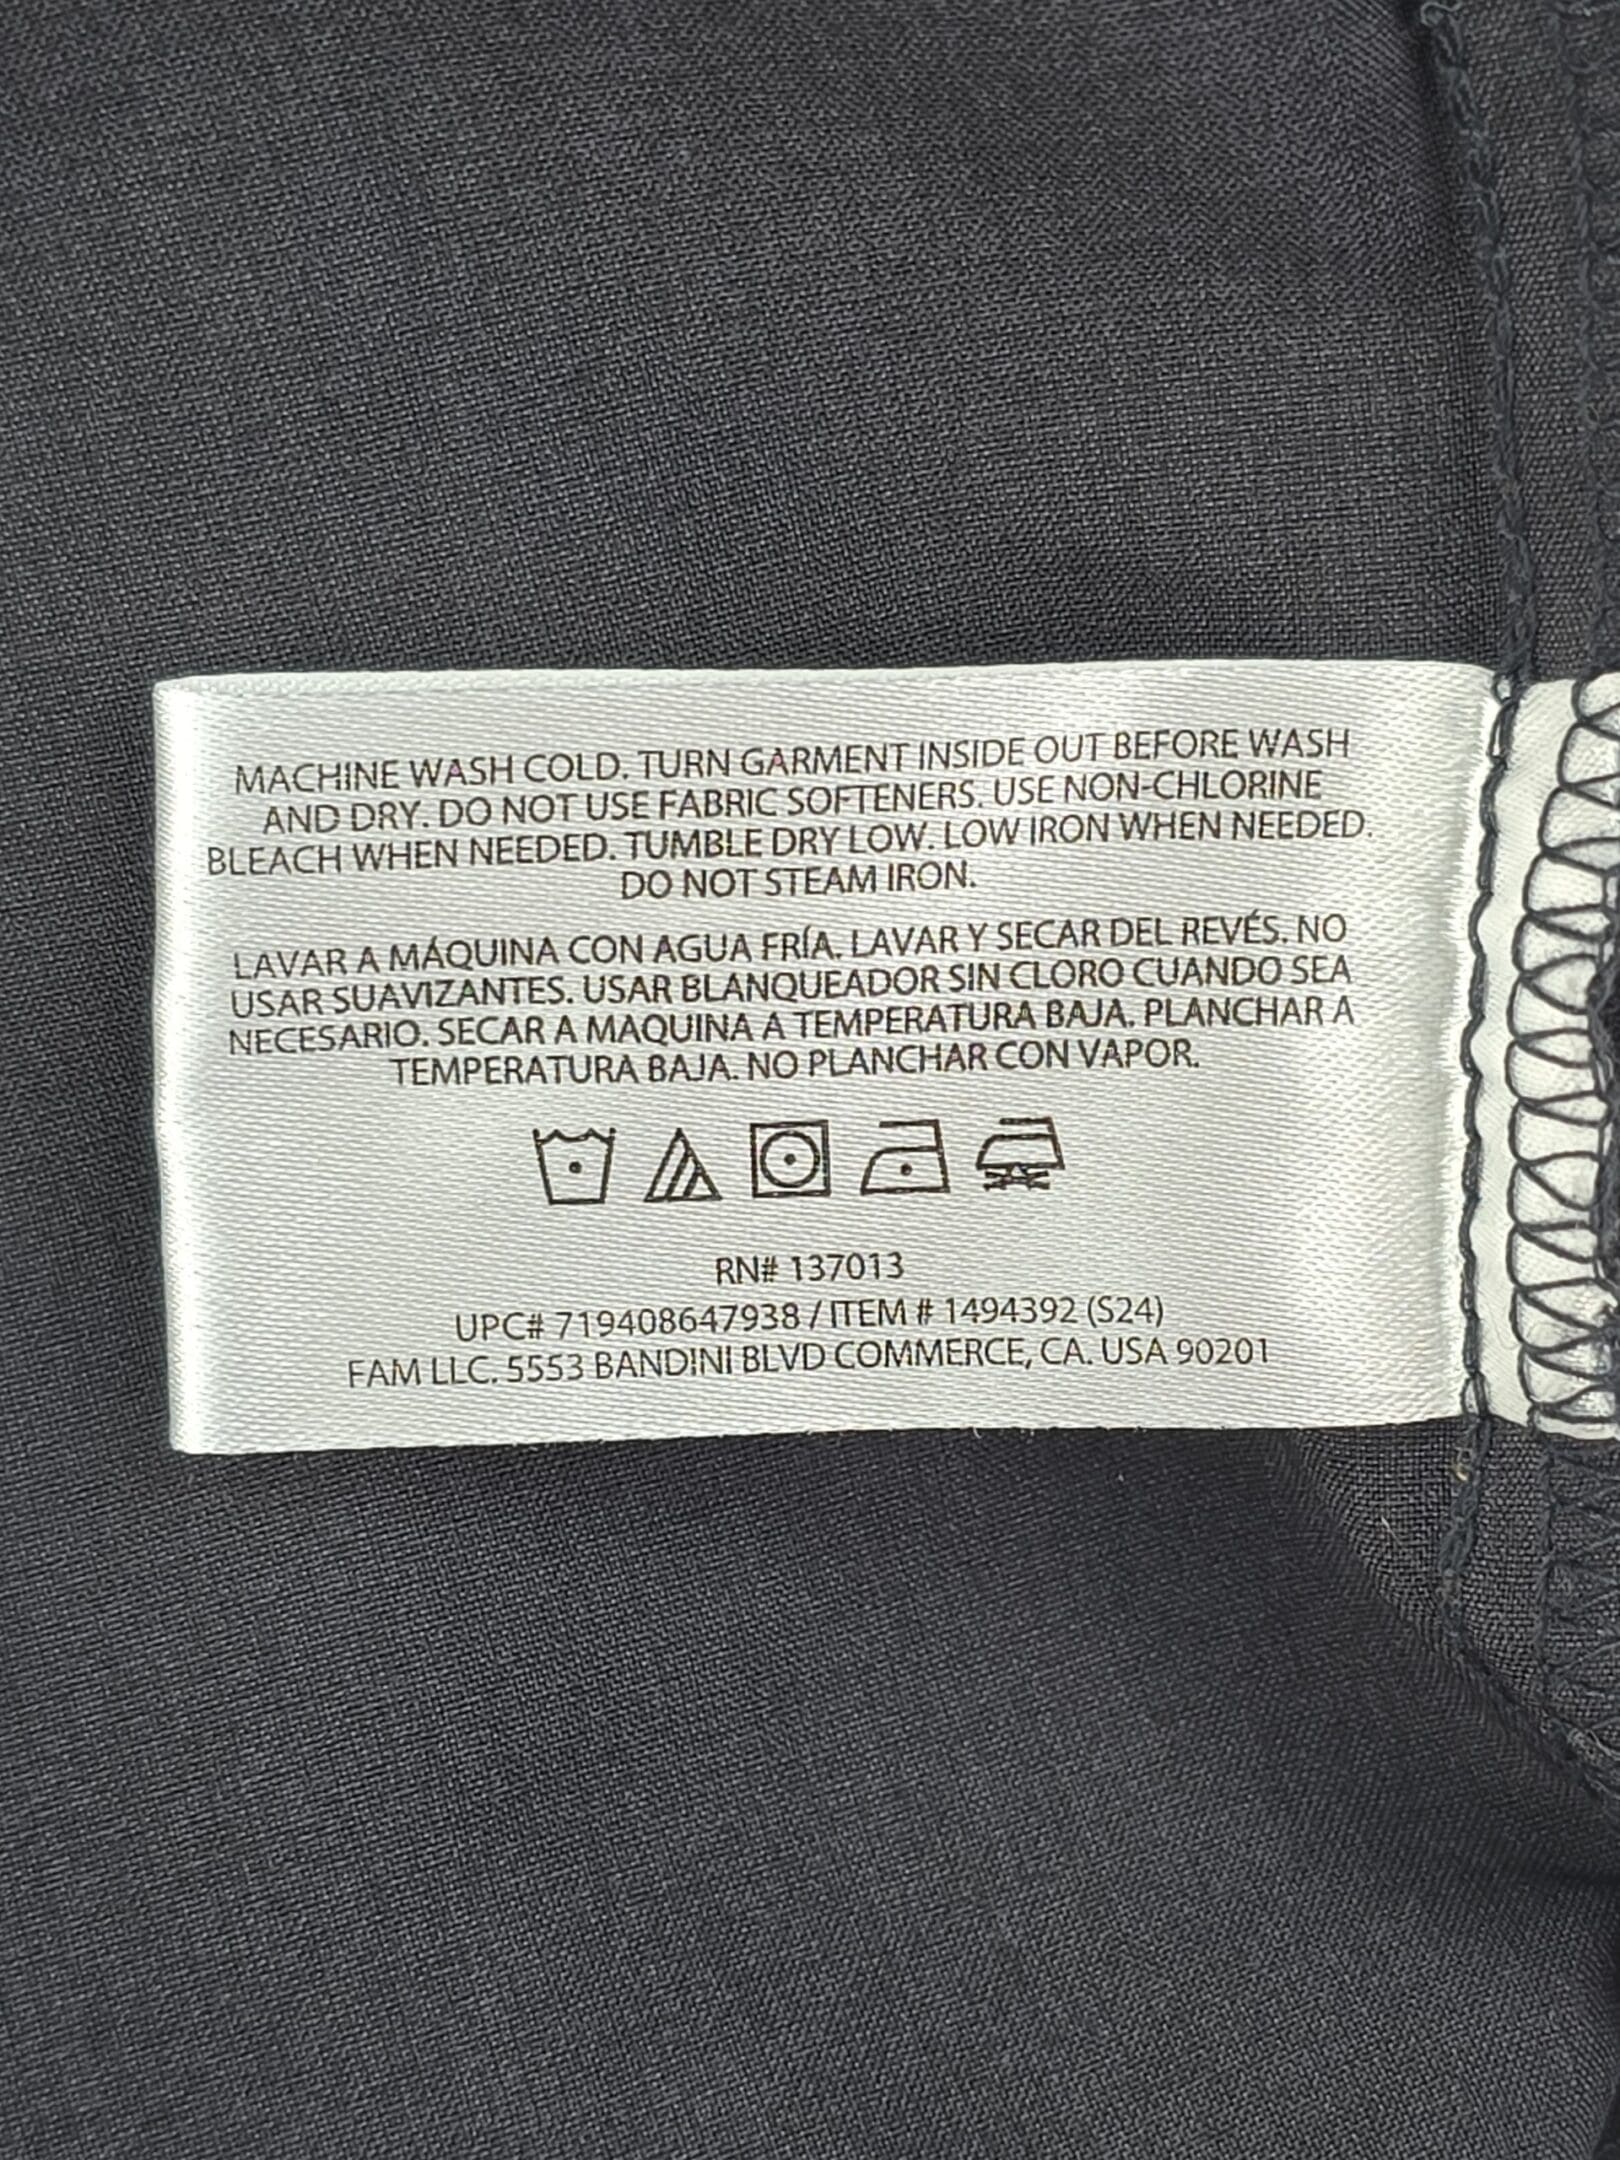 MACHINE WASH COLD. TURN GARMENT INSIDE OUT BEFORE WASH
AND DRY. DO NOT USE FABRIC SOFTENERS. USE NON-CHLORINE
BLEACH WHEN NEEDED. TUMBLE DRY LOW. LOW IRON WHEN NEEDED.
DO NOT STEAM IRON.
LAVAR A MÁQUINA CON AGUA FRÍA. LAVAR Y SECAR DEL REVÉS. NO
USAR SUAVIZANTES. USAR BLANQUEADOR SIN CLORO CUANDO SEA
NECESARIO. SECAR A MAQUINA A TEMPERATURA BAJA. PLANCHAR A
TEMPERATURA BAJA. NO PLANCHAR CON VAPOR.
RN# 137013
UPC# 719408647938 / ITEM # 1494392 (S24)
FAM LLC. 5553 BANDINI BLVD COMMERCE, CA. USA 90201